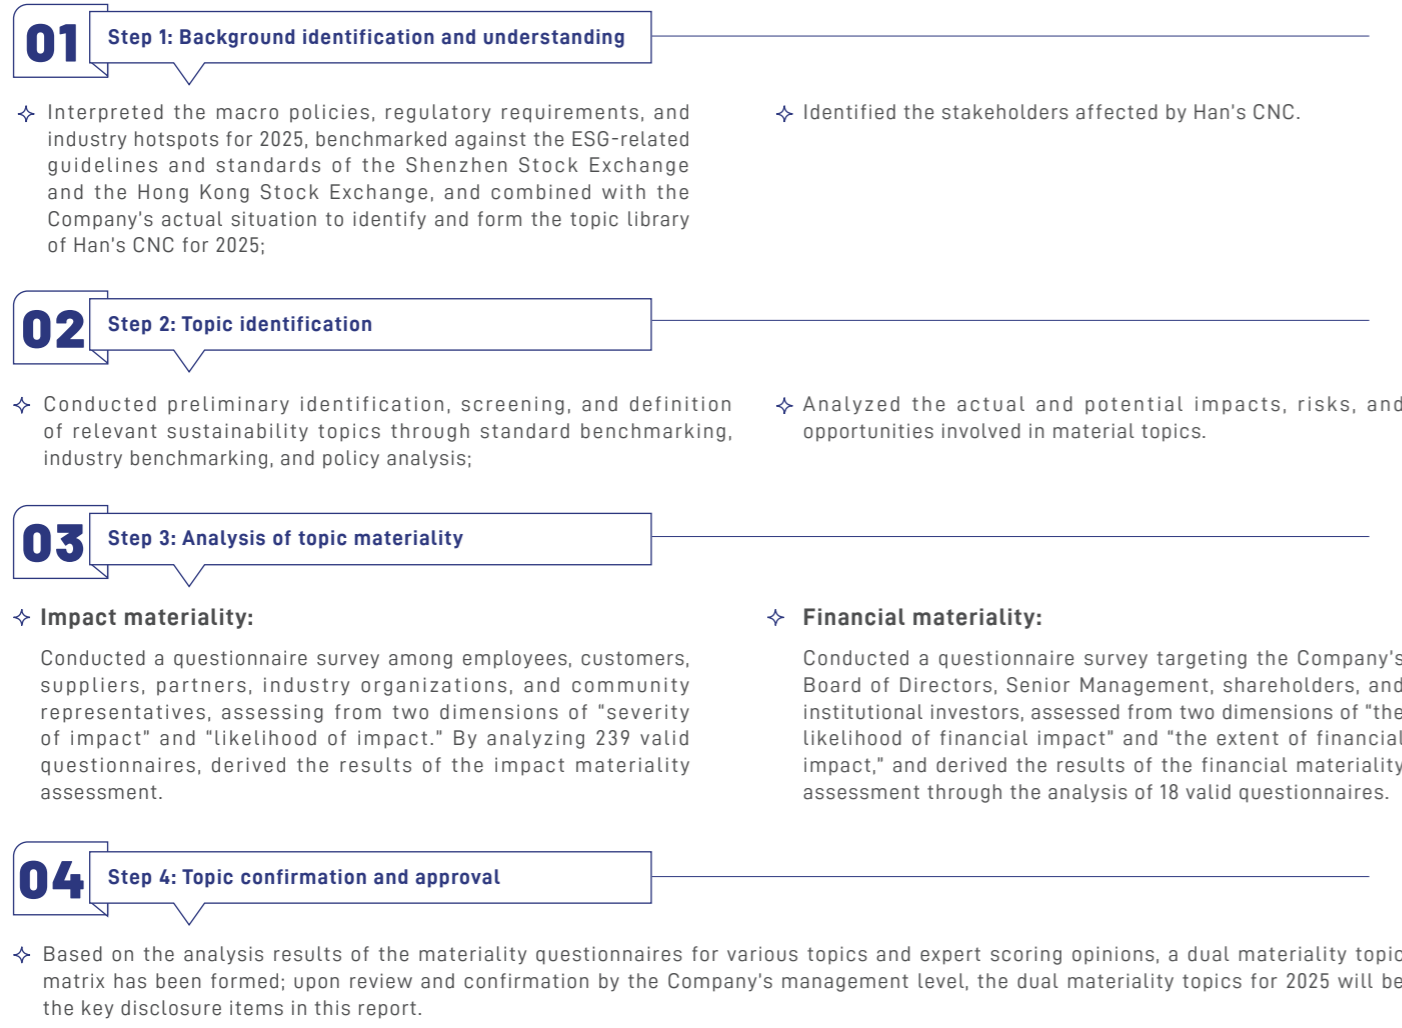 01
Step 1: Background identification and understanding
Interpreted the macro policies, regulatory requirements, and
industry hotspots for 2025, benchmarked against the ESG-related
guidelines and standards of the Shenzhen Stock Exchange
and the Hong Kong Stock Exchange, and combined with the
Company's actual situation to identify and form the topic library
of Han's CNC for 2025;
Identified the stakeholders affected by Han's CNC.
02
Step 2: Topic identification
Conducted preliminary identification, screening, and definition
of relevant sustainability topics through standard benchmarking,
industry benchmarking, and policy analysis;
Analyzed the actual and potential impacts, risks, and
opportunities involved in material topics.
03
Step 3: Analysis of topic materiality
Impact materiality:
Conducted a questionnaire survey among employees, customers,
suppliers, partners, industry organizations, and community
representatives, assessing from two dimensions of "severity
of impact" and "likelihood of impact." By analyzing 239 valid
questionnaires, derived the results of the impact materiality
assessment.
Financial materiality:
Conducted a questionnaire survey targeting the Company's
Board of Directors, Senior Management, shareholders, and
institutional investors, assessed from two dimensions of "the
likelihood of financial impact" and "the extent of financial
impact," and derived the results of the financial materiality
assessment through the analysis of 18 valid questionnaires.
04
Step 4: Topic confirmation and approval
Based on the analysis results of the materiality questionnaires for various topics and expert scoring opinions, a dual materiality topic
matrix has been formed; upon review and confirmation by the Company's management level, the dual materiality topics for 2025 will be
the key disclosure items in this report.